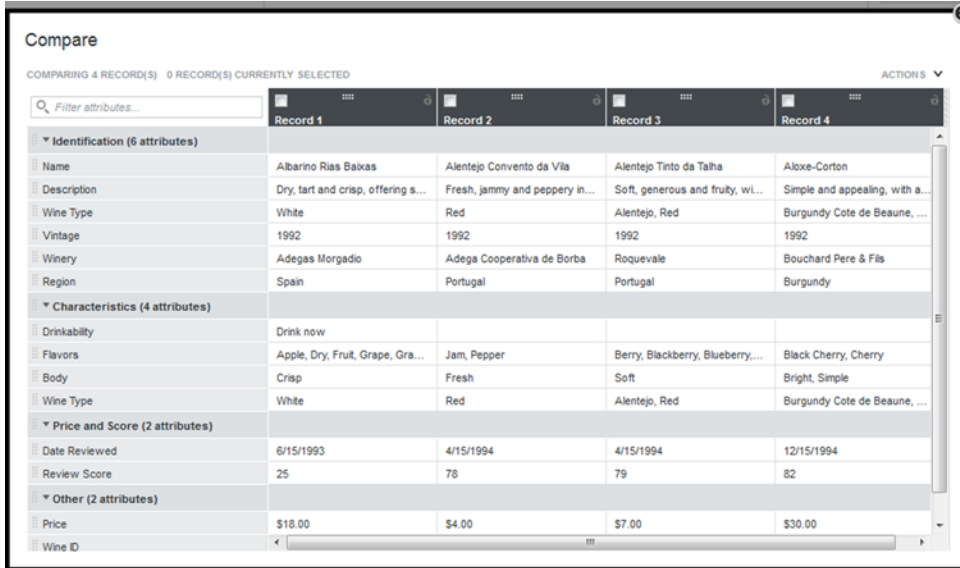 Compare
COMPARING 4 RECORD(S) 0 RECORD(S) CURRENTLY SELECTED ACTIONS
Filter attributes... Record 1 Record 2 Record 3 Record 4
Identification (6 attributes)
Name Albarino Rias Baixas Alentejo Convento da Vila Alentejo Tinto da Talha Aloxe-Corton
Description Dry, tart and crisp, offering s... Fresh, jammy and peppery in... Soft, generous and fruity, wi... Simple and appealing, with a...
Wine Type White Red Alentejo, Red Burgundy Cote de Beaune, ...
Vintage 1992 1992 1992 1992
Winery Adegas Morgadio Adega Cooperativa de Borba Roquevale Bouchard Pere & Fils
Region Spain Portugal Portugal Burgundy
Characteristics (4 attributes)
Drinkability Drink now
Flavors Apple, Dry, Fruit, Grape, Gra... Jam, Pepper Berry, Blackberry, Blueberry,... Black Cherry, Cherry
Body Crisp Fresh Soft Bright, Simple
Wine Type White Red Alentejo, Red Burgundy Cote de Beaune, ...
Price and Score (2 attributes)
Date Reviewed 6/15/1993 4/15/1994 4/15/1994 12/15/1994
Review Score 25 78 79 82
Other (2 attributes)
Price $18.00 $4.00 $7.00 $30.00
Wine ID